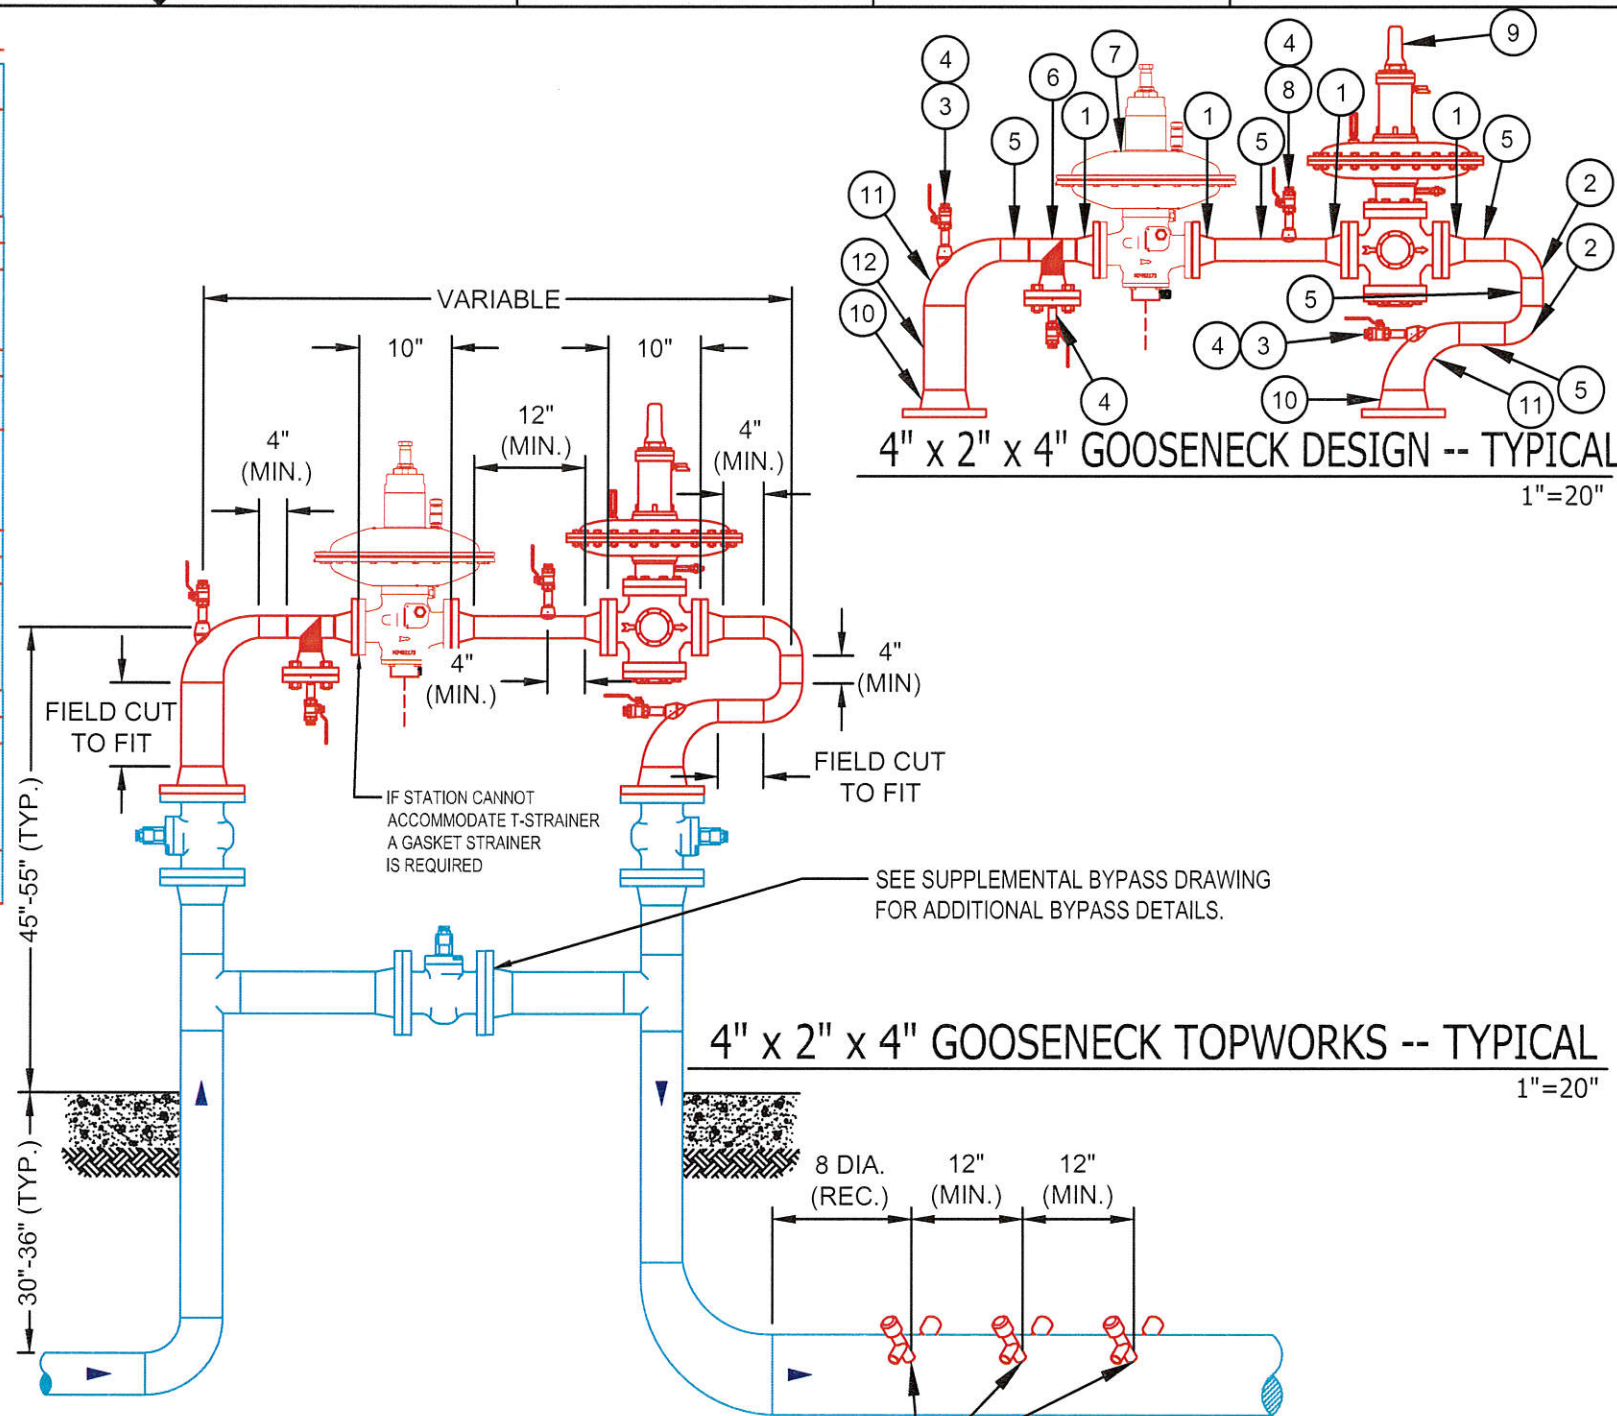 4
3
11
12
10
5
6
1
7
1
5
4
8
1
9
1
5
2
2
5
4
3
4
10
11
5
4" x 2" x 4" GOOSENECK DESIGN -- TYPICAL
1"=20"
VARIABLE
10"
10"
4"
(MIN.)
12"
(MIN.)
4"
(MIN.)
4"
(MIN.)
4"
(MIN)
FIELD CUT
TO FIT
FIELD CUT
TO FIT
45"-55" (TYP.)
IF STATION CANNOT
ACCOMMODATE T-STRAINER
A GASKET STRAINER
IS REQUIRED
SEE SUPPLEMENTAL BYPASS DRAWING
FOR ADDITIONAL BYPASS DETAILS.
4" x 2" x 4" GOOSENECK TOPWORKS -- TYPICAL
1"=20"
30"-36" (TYP.)
8 DIA.
(REC.)
12"
(MIN.)
12"
(MIN.)